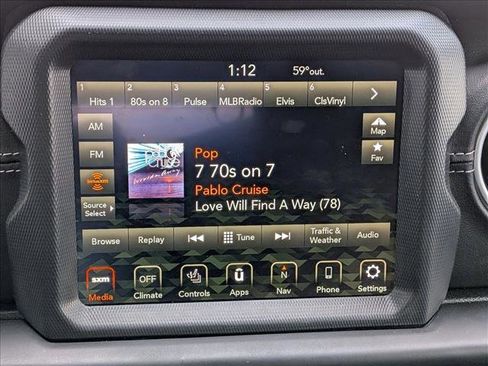 1:12 59°out.
1 2 3 4 5 6
Hits 1 80s on 8 Pulse MLBRadio Elvis ClsVinyl
AM
Map
FM
Fav
Pop
7 70s on 7
Pablo Cruise
Love Will Find A Way (78)
SiriusXM
Source
Select
Browse Replay Tune Traffic & Weather Audio
sxm OFF N
Media Climate Controls Apps Nav Phone Settings